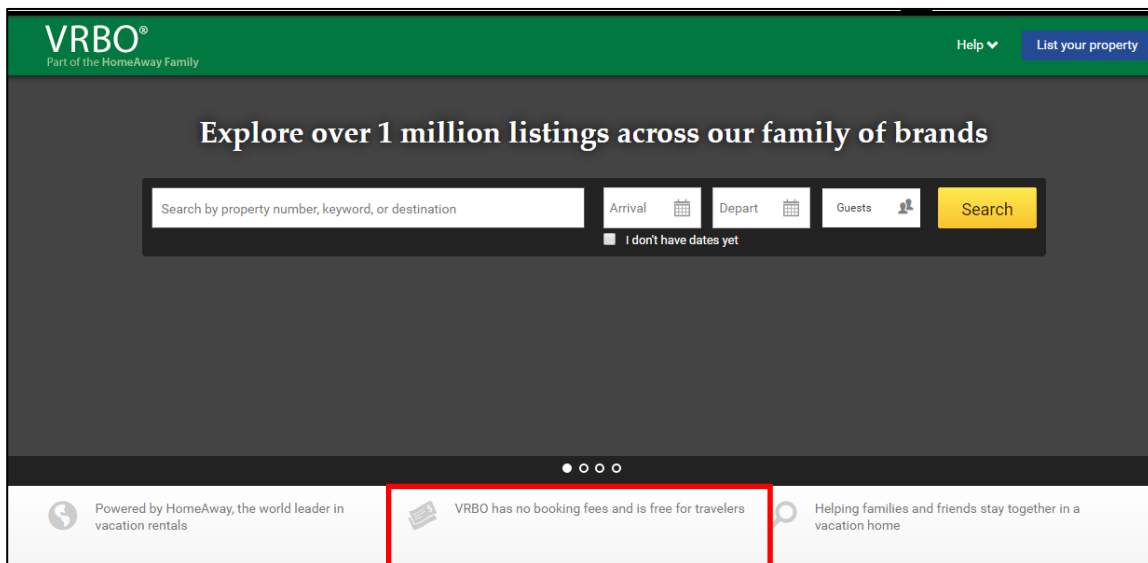 VRBO®
Part of the HomeAway Family
Help
List your property
Explore over 1 million listings across our family of brands
Search by property number, keyword, or destination
Arrival
Depart
Guests
Search
I don't have dates yet
Powered by HomeAway, the world leader in
vacation rentals
VRBO has no booking fees and is free for travelers
Helping families and friends stay together in a
vacation home